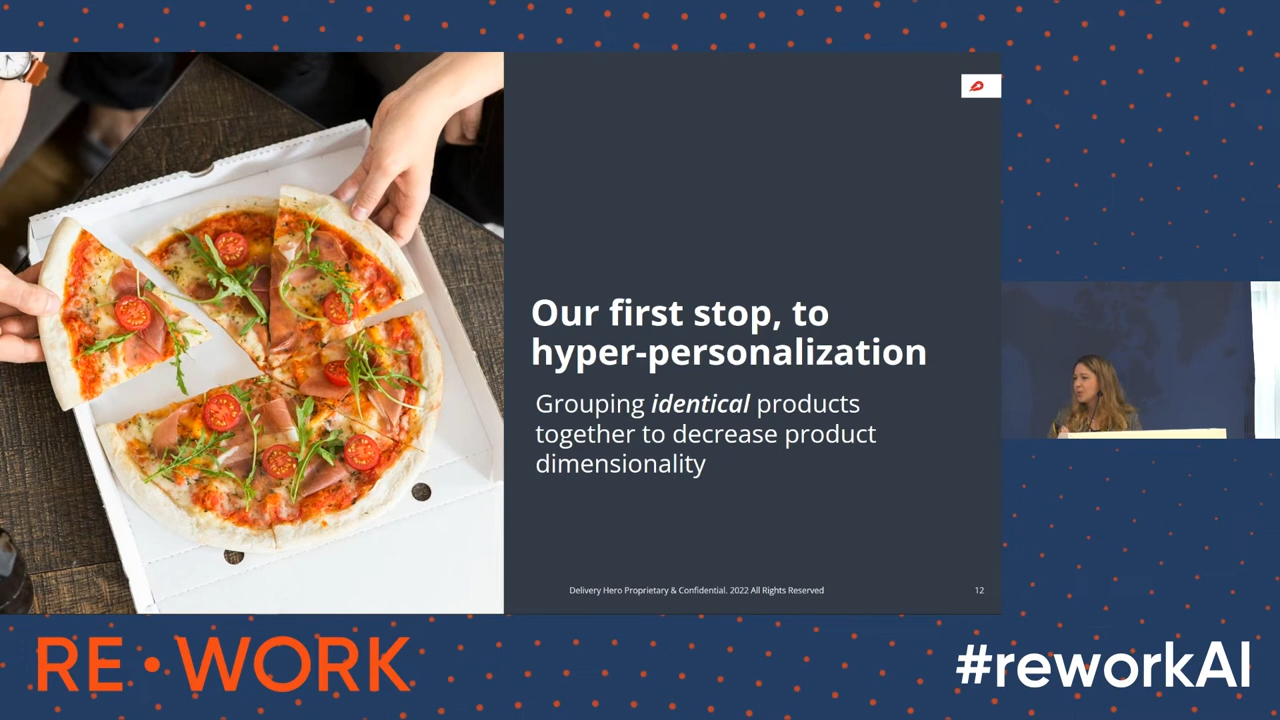 Our first stop, to
hyper-personalization
Grouping identical products
together to decrease product
dimensionality
Delivery Hero Proprietary & Confidential. 2022 All Rights Reserved
12
RE•WORK
#reworkAI